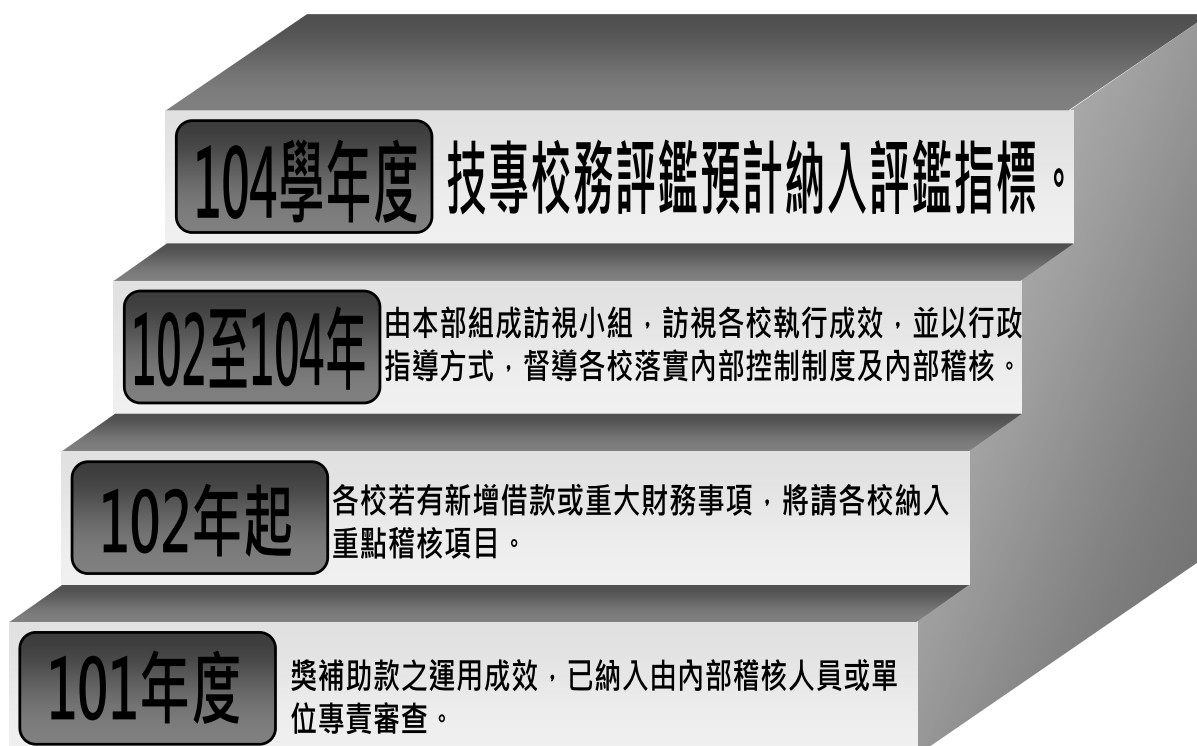 104學年度
技專校務評鑑預計納入評鑑指標。
102至104年
由本部組成訪視小組，訪視各校執行成效，並以行政
指導方式，督導各校落實內部控制制度及內部稽核。
102年起
各校若有新增借款或重大財務事項，將請各校納入
重點稽核項目。
101年度
獎補助款之運用成效，已納入由內部稽核人員或單
位專責審查。